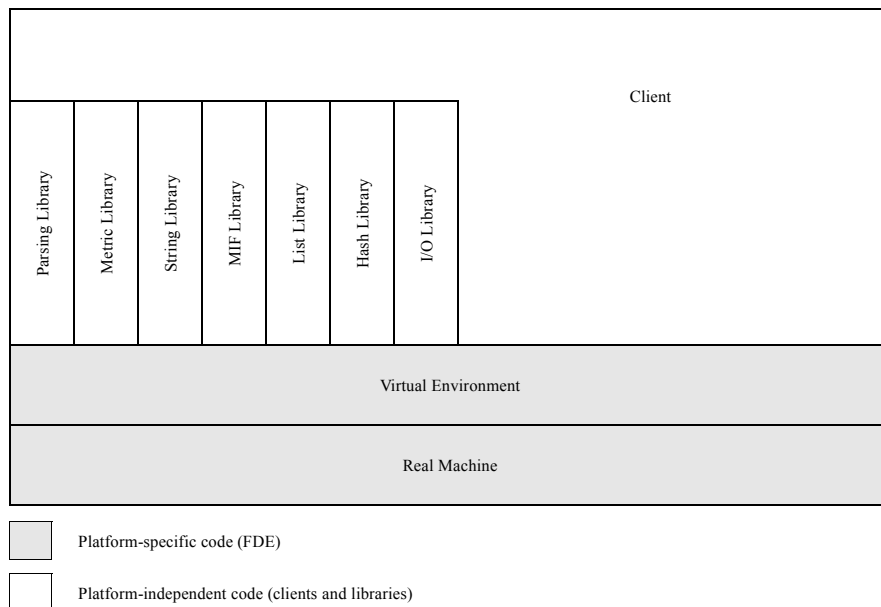 Client
Parsing Library
Metric Library
String Library
MIF Library
List Library
Hash Library
I/O Library
Virtual Environment
Real Machine
Platform-specific code (FDE)
Platform-independent code (clients and libraries)